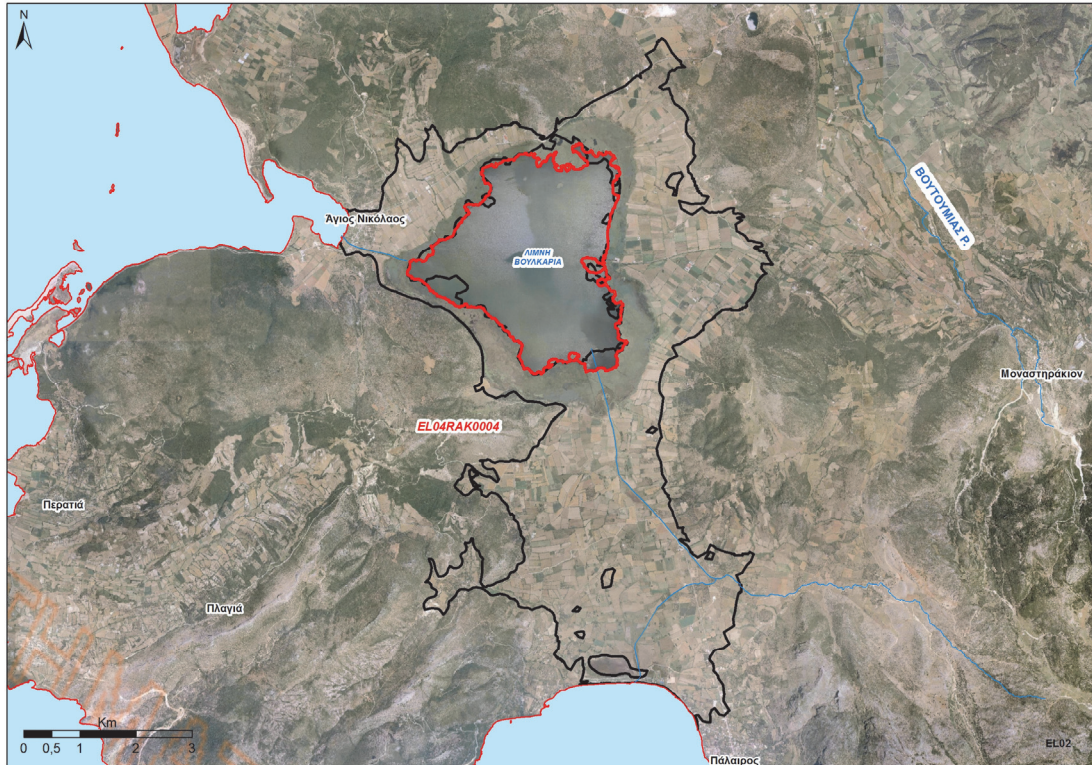 N
Άγιος Νικόλαος
ΛΙΜΝΗ
ΒΟΥΛΚΑΡΙΑ
ΒΟΥΤΟΥΜΙΑΣ Ρ.
Μοναστηράκιον
EL04RAK0004
Περατιά
Πλαγιά
Km
0 0,5 1 2 3
Πάλαιρος
EL02